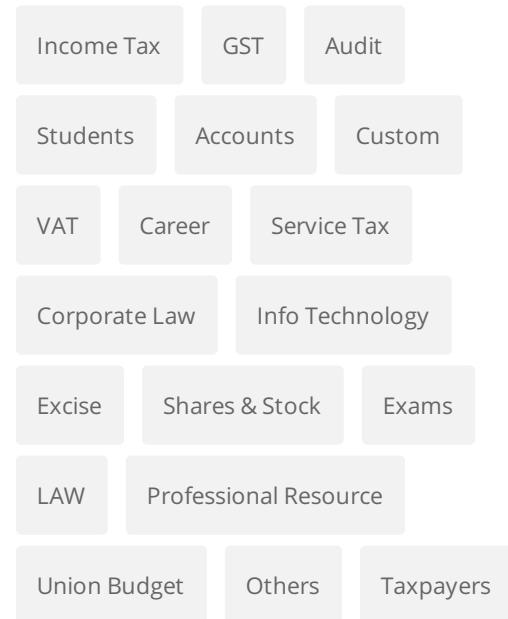 Income Tax GST Audit
Students Accounts Custom
VAT Career Service Tax
Corporate Law Info Technology
Excise Shares & Stock Exams
LAW Professional Resource
Union Budget Others Taxpayers